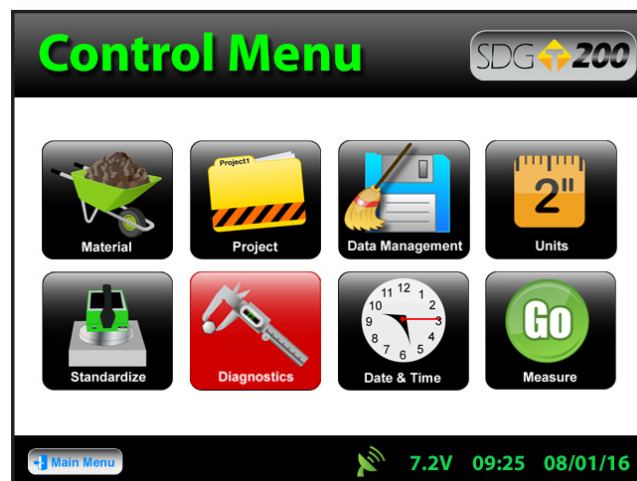 Control Menu
SDG T 200
Project1
2"
Material
Project
Data Management
Units
11 12 1
10 2
9 3
8 4
7 6 5
Go
Standardize
Diagnostics
Date & Time
Measure
Main Menu
7.2V 09:25 08/01/16